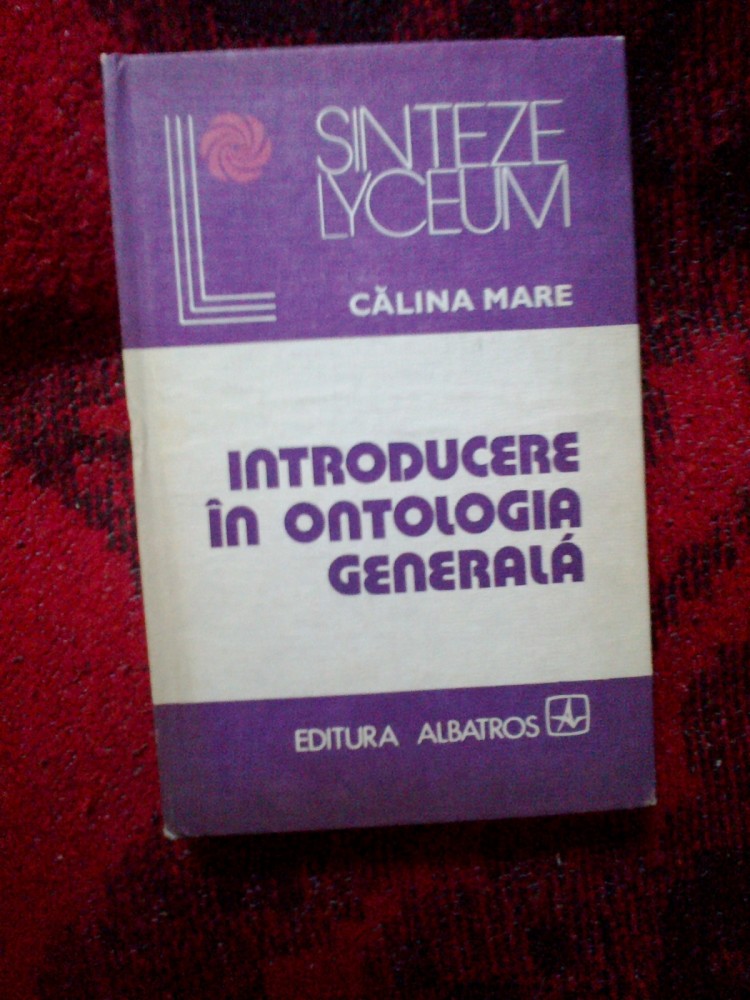 SINTEZE
LYCEUM
CĂLINA MARE
INTRODUCERE
ÎN ONTOLOGIA
GENERALĂ
EDITURA ALBATROS